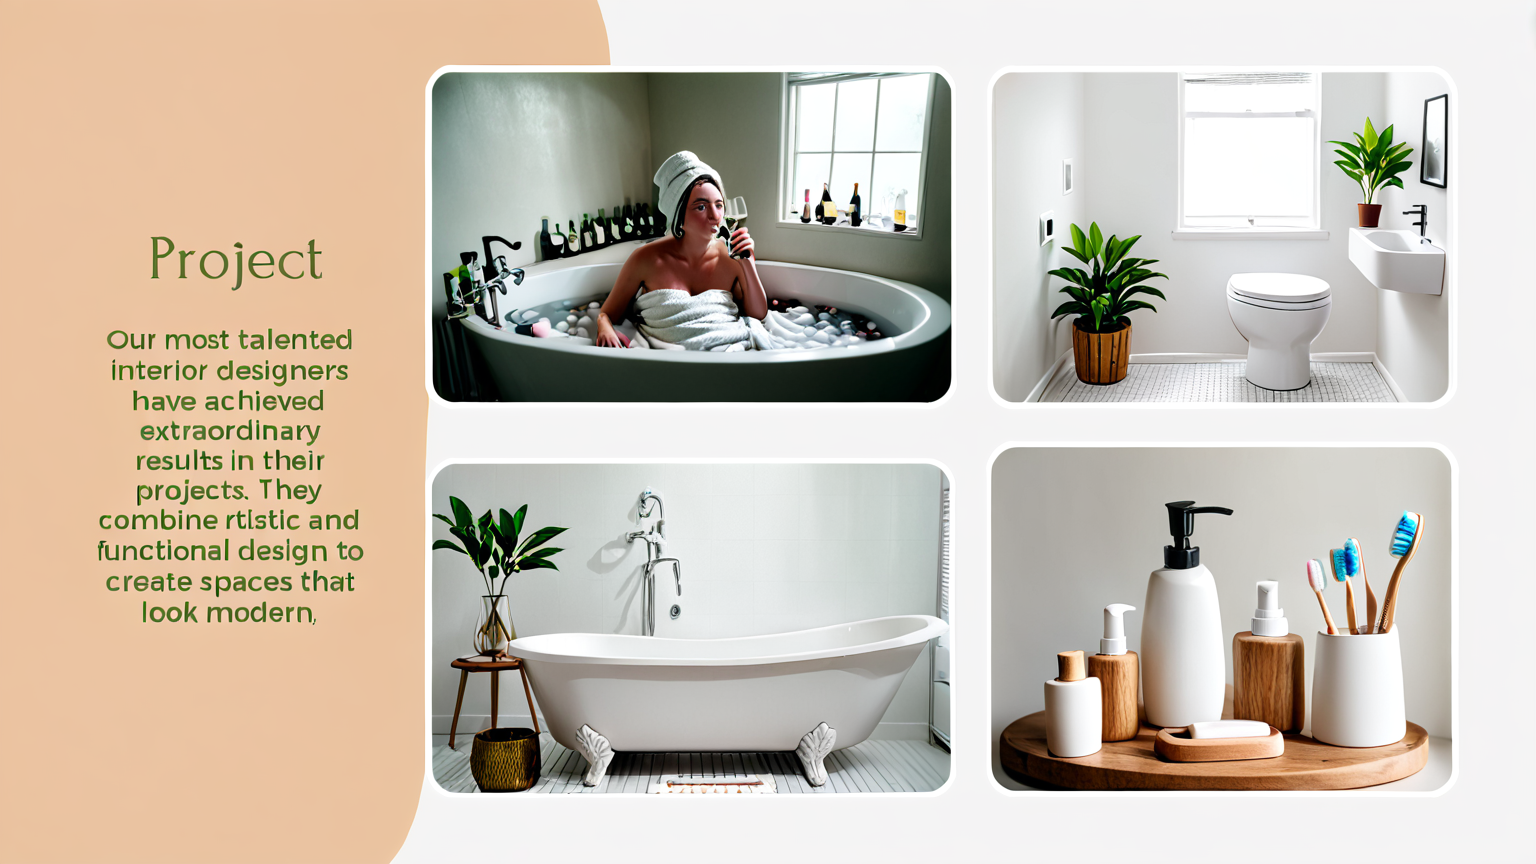 Project
Our most talented
interior designers
have achieved
extraordinary
results in their
projects. They
combine rtistic and
functional design to
create spaces that
look modern,